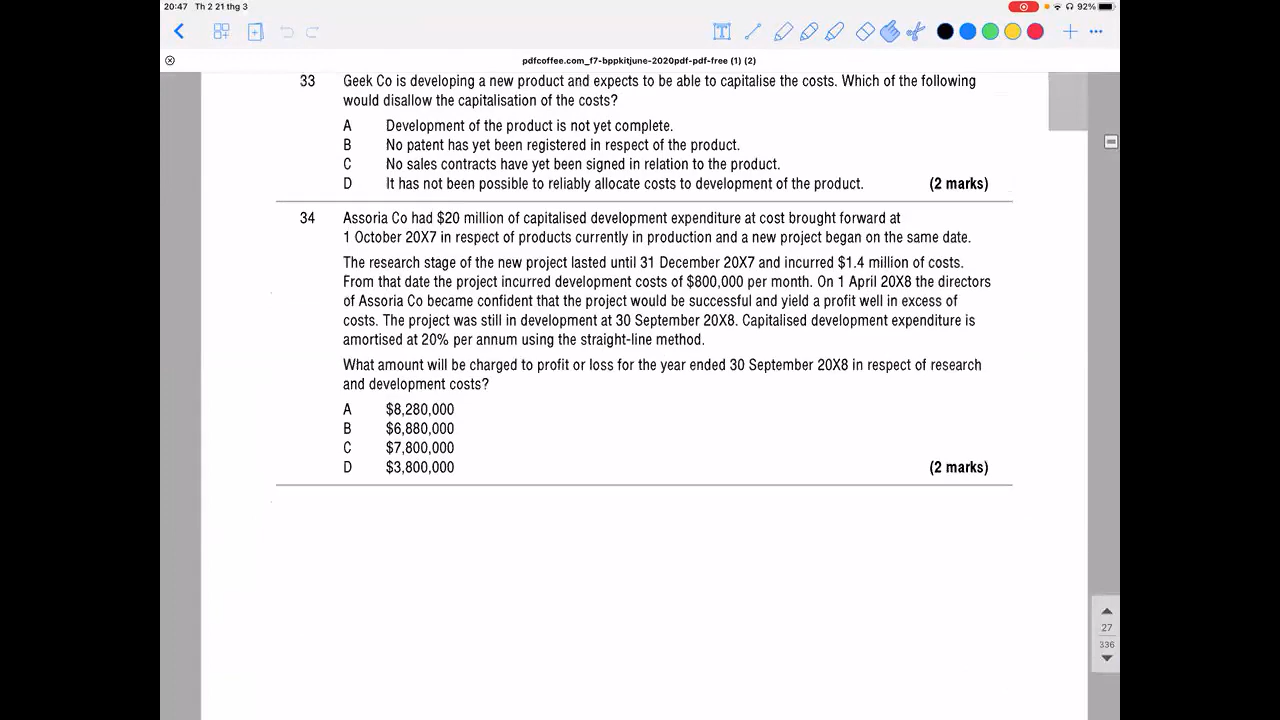 20:47 Th 2 21 thg 3
92%
pdfcoffee.com_f7-bppkitjune-2020pdf-pdf-free (1) (2)
33 Geek Co is developing a new product and expects to be able to capitalise the costs. Which of the following
would disallow the capitalisation of the costs?
A Development of the product is not yet complete.
B No patent has yet been registered in respect of the product.
C No sales contracts have yet been signed in relation to the product.
D It has not been possible to reliably allocate costs to development of the product. (2 marks)
34 Assoria Co had $20 million of capitalised development expenditure at cost brought forward at
1 October 20X7 in respect of products currently in production and a new project began on the same date.
The research stage of the new project lasted until 31 December 20X7 and incurred $1.4 million of costs.
From that date the project incurred development costs of $800,000 per month. On 1 April 20X8 the directors
of Assoria Co became confident that the project would be successful and yield a profit well in excess of
costs. The project was still in development at 30 September 20X8. Capitalised development expenditure is
amortised at 20% per annum using the straight-line method.
What amount will be charged to profit or loss for the year ended 30 September 20X8 in respect of research
and development costs?
A $8,280,000
B $6,880,000
C $7,800,000
D $3,800,000 (2 marks)
27
336